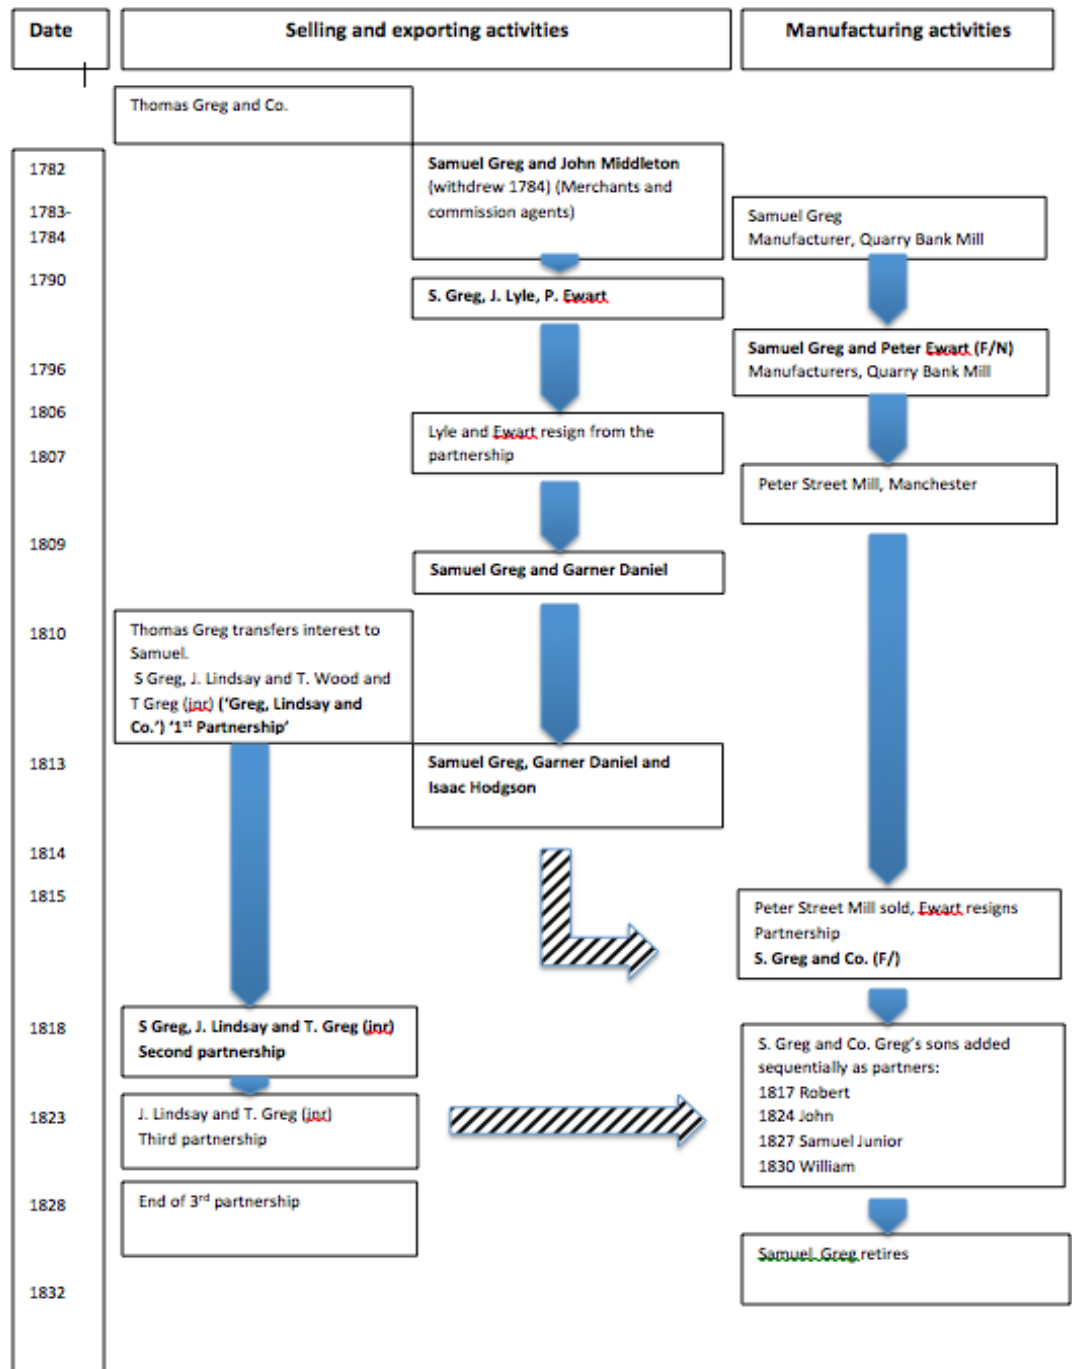 Date
Selling and exporting activities
Manufacturing activities
Thomas Greg and Co.
1782
Samuel Greg and John Middleton
(withdrew 1784) (Merchants and
commission agents)
1783-
1784
Samuel Greg
Manufacturer, Quarry Bank Mill
1790
S. Greg, J. Lyle, P. Ewart
1796
Samuel Greg and Peter Ewart (F/N)
Manufacturers, Quarry Bank Mill
1806
Lyle and Ewart resign from the
partnership
1807
Peter Street Mill, Manchester
1809
Samuel Greg and Garner Daniel
1810
Thomas Greg transfers interest to
Samuel.
S Greg, J. Lindsay and T. Wood and
T Greg (jnr) ('Greg, Lindsay and
Co.') '1st Partnership'
1813
Samuel Greg, Garner Daniel and
Isaac Hodgson
1814
1815
Peter Street Mill sold, Ewart resigns
Partnership
S. Greg and Co. (F/)
1818
S Greg, J. Lindsay and T. Greg (jnr)
Second partnership
S. Greg and Co. Greg's sons added
sequentially as partners:
1817 Robert
1824 John
1827 Samuel Junior
1830 William
1823
J. Lindsay and T. Greg (jnr)
Third partnership
1828
End of 3rd partnership
Samuel Greg retires
1832